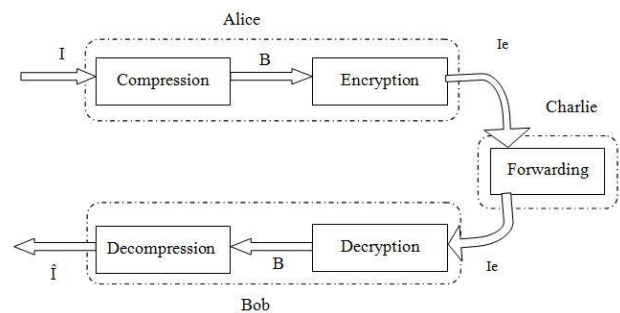 Alice
I
Compression
B
Encryption
Ie
Charlie
Forwarding
Decompression
B
Decryption
Ie
Î
Bob